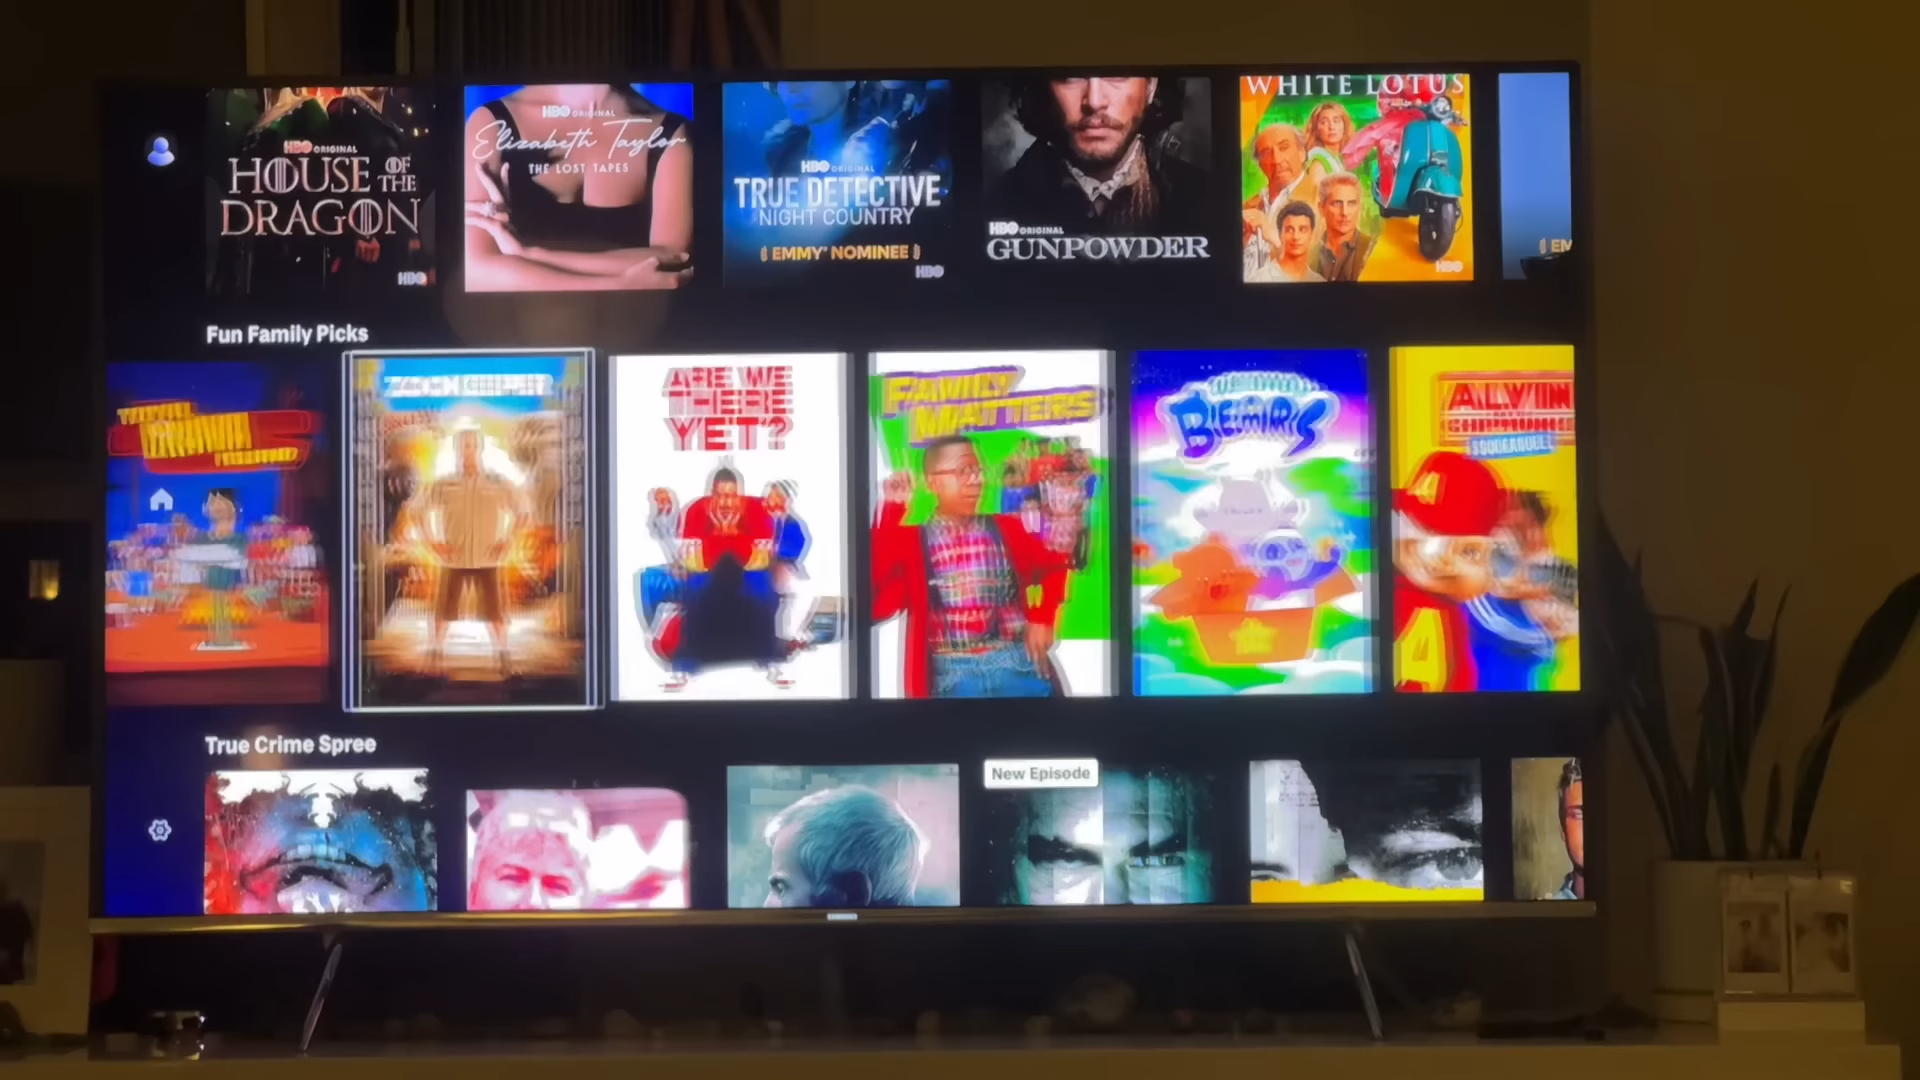 HBO ORIGINAL
HOUSE OF THE
DRAGON
HBO
HBO ORIGINAL
Elizabeth Taylor
THE LOST TAPES
HBO ORIGINAL
TRUE DETECTIVE
NIGHT COUNTRY
EMMY® NOMINEE
HBO
HBO ORIGINAL
GUNPOWDER
WHITE LOTUS
HBO
EM
Fun Family Picks
ARE WE
THERE
YET?
FAMILY
MATTERS
ALVIN
True Crime Spree
New Episode